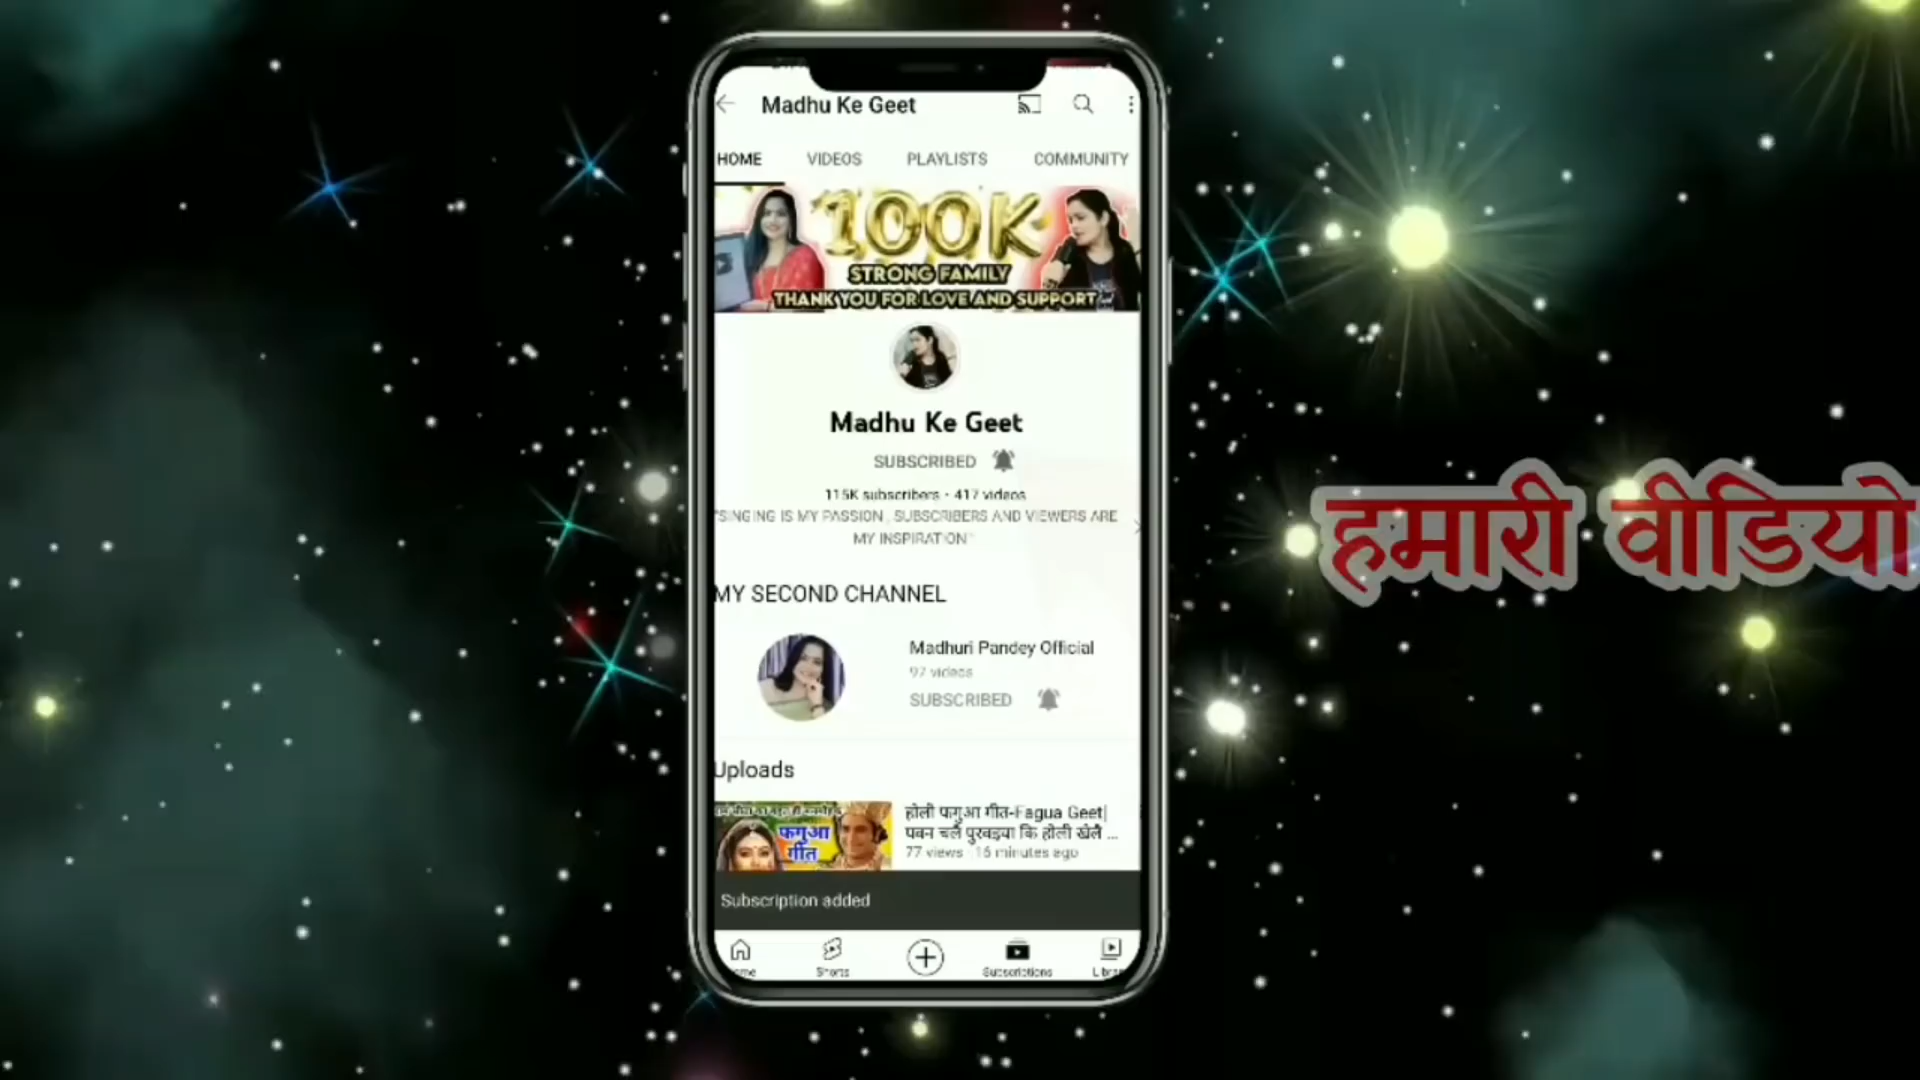 Madhu Ke Geet
HOME VIDEOS PLAYLISTS COMMUNITY
100K
STRONG FAMILY
THANK YOU FOR LOVE AND SUPPORT
Madhu Ke Geet
SUBSCRIBED
115K subscribers · 417 videos
"SINGING IS MY PASSION , SUBSCRIBERS AND VIEWERS ARE
MY INSPIRATION"
हमारी वीडियो
MY SECOND CHANNEL
Madhuri Pandey Official
97 videos
SUBSCRIBED
Uploads
फगुआ
गीत
होली फगुआ गीत-Fagua Geet|
पवन चलै पुरवइया कि होली खेलै ...
77 views · 16 minutes ago
Subscription added
Shorts
Subscriptions